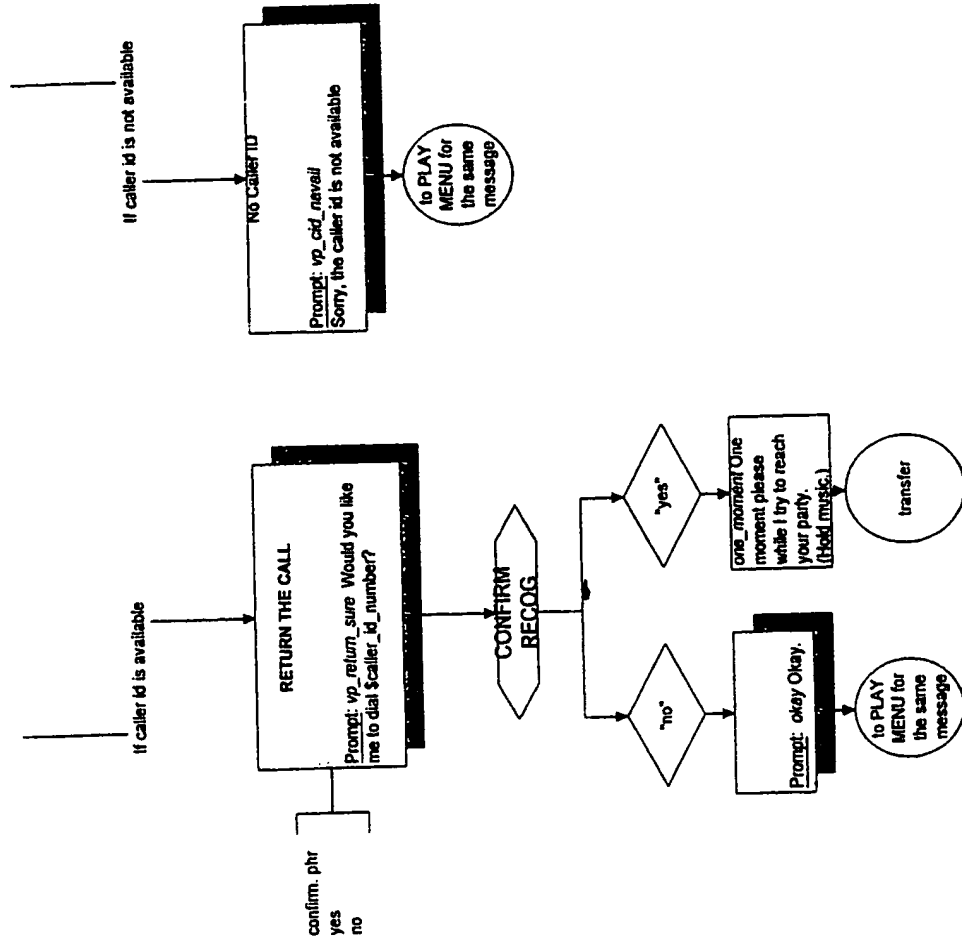 If caller id is available
RETURN THE CALL
Prompt: vp_return_sure Would you like
me to dial $caller_id_number?
confirm. phr
yes
no
CONFIRM
RECOG
"no"
Prompt: okay Okay.
to PLAY
MENU for
the same
message
"yes"
one_moment One
moment please
while I try to reach
your party.
(Hold music.)
transfer
If caller id is not available
No Caller ID
Prompt: vp_cid_navail
Sorry, the caller id is not available
to PLAY
MENU for
the same
message